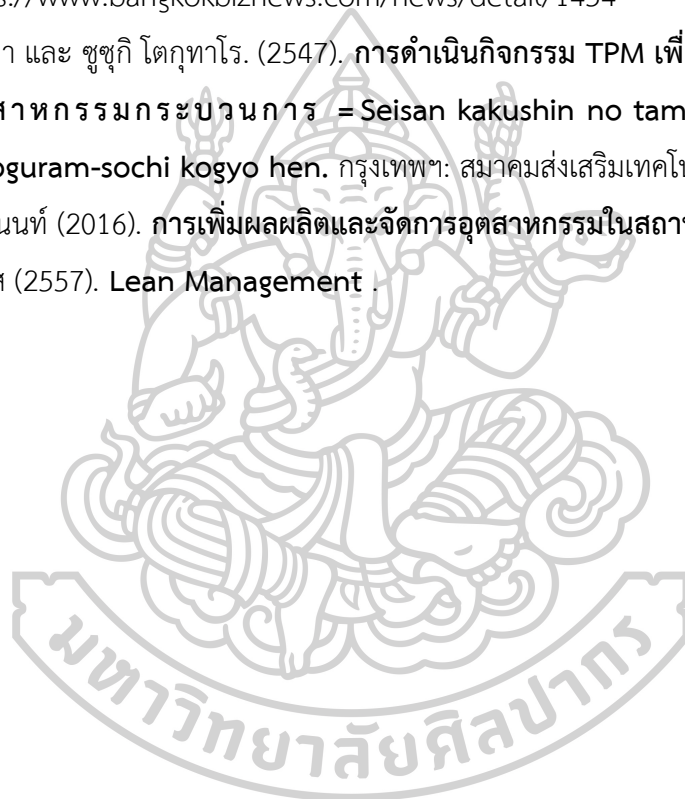 s://www.bangkokbiznews.com/news/detail/1454
า และ ซูซุกิ โตกุทาโร. (2547). การดำเนินกิจกรรม TPM เพื่
สาหกรรมกระบวนการ = Seisan kakushin no tam
oguram-sochi kogyo hen. กรุงเทพฯ: สมาคมส่งเสริมเทคโน
นนท์ (2016). การเพิ่มผลผลิตและจัดการอุตสาหกรรมในสถาน
ศ (2557). Lean Management .
มหาวิทยาลัยศิลปากร